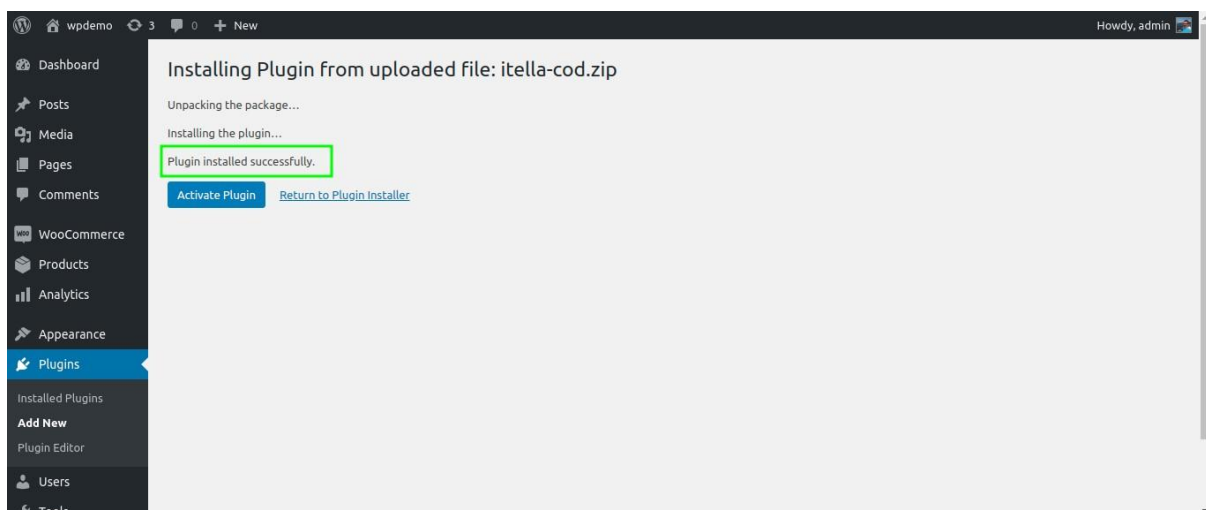 wpdemo 3 0 + New Howdy, admin
Dashboard
Installing Plugin from uploaded file: itella-cod.zip
Posts
Unpacking the package…
Media
Installing the plugin…
Pages
Plugin installed successfully.
Comments
Activate Plugin Return to Plugin Installer
WooCommerce
Products
Analytics
Appearance
Plugins
Installed Plugins
Add New
Plugin Editor
Users